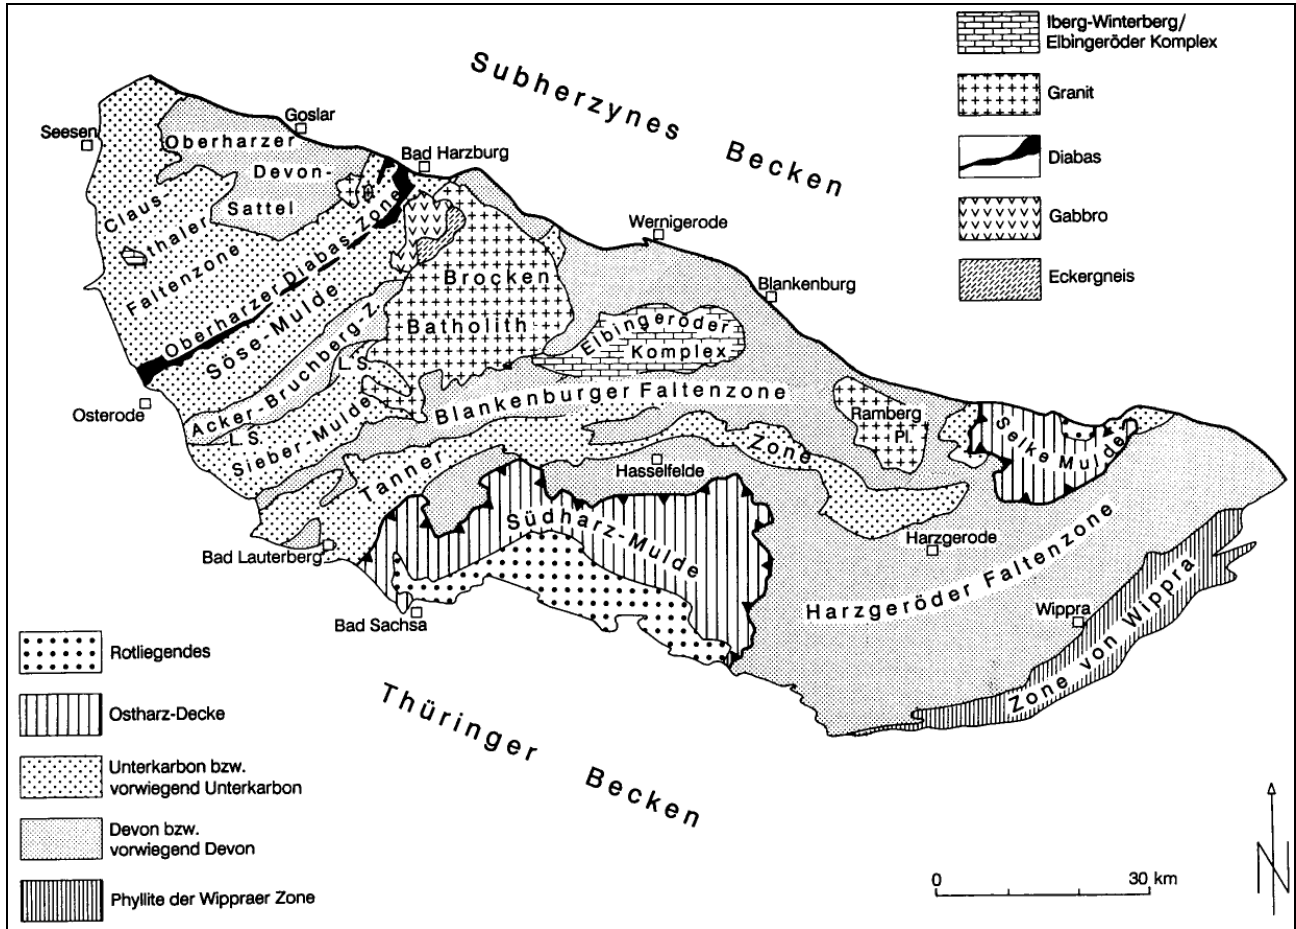 Iberg-Winterberg/
Elbingeröder Komplex
Granit
Diabas
Gabbro
Eckergneis
Subherzynes Becken
Seesen
Goslar
Bad Harzburg
Wernigerode
Blankenburg
Oberharzer
Devon-
Sattel
Claus-
thaler
Faltenzone
Oberharzer Diabas Zone
Söse-Mulde
Acker-Bruchberg-Z.
L.S.
L.S.
Sieber-Mulde
Brocken
Batholith
Elbingeröder
Komplex
Blankenburger Faltenzone
Osterode
Tanner Zone
Hasselfelde
Ramberg
Pl.
Selke Mulde
Südharz-Mulde
Harzgerode
Bad Lauterberg
Bad Sachsa
Harzgeröder Faltenzone
Wippra
Zone von Wippra
Thüringer Becken
Rotliegendes
Ostharz-Decke
Unterkarbon bzw.
vorwiegend Unterkarbon
Devon bzw.
vorwiegend Devon
Phyllite der Wippraer Zone
0 30 km
N